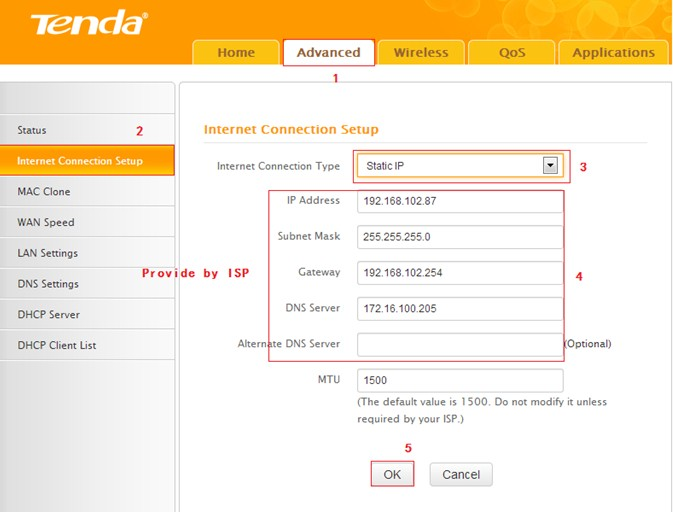 Tenda®
Home Advanced Wireless QoS Applications
1
Status 2
Internet Connection Setup
MAC Clone
WAN Speed
LAN Settings
DNS Settings
DHCP Server
DHCP Client List
Internet Connection Setup
Internet Connection Type Static IP 3
IP Address 192.168.102.87
Subnet Mask 255.255.255.0
Provide by ISP
Gateway 192.168.102.254 4
DNS Server 172.16.100.205
Alternate DNS Server (Optional)
MTU 1500
(The default value is 1500. Do not modify it unless
required by your ISP.)
5
OK Cancel